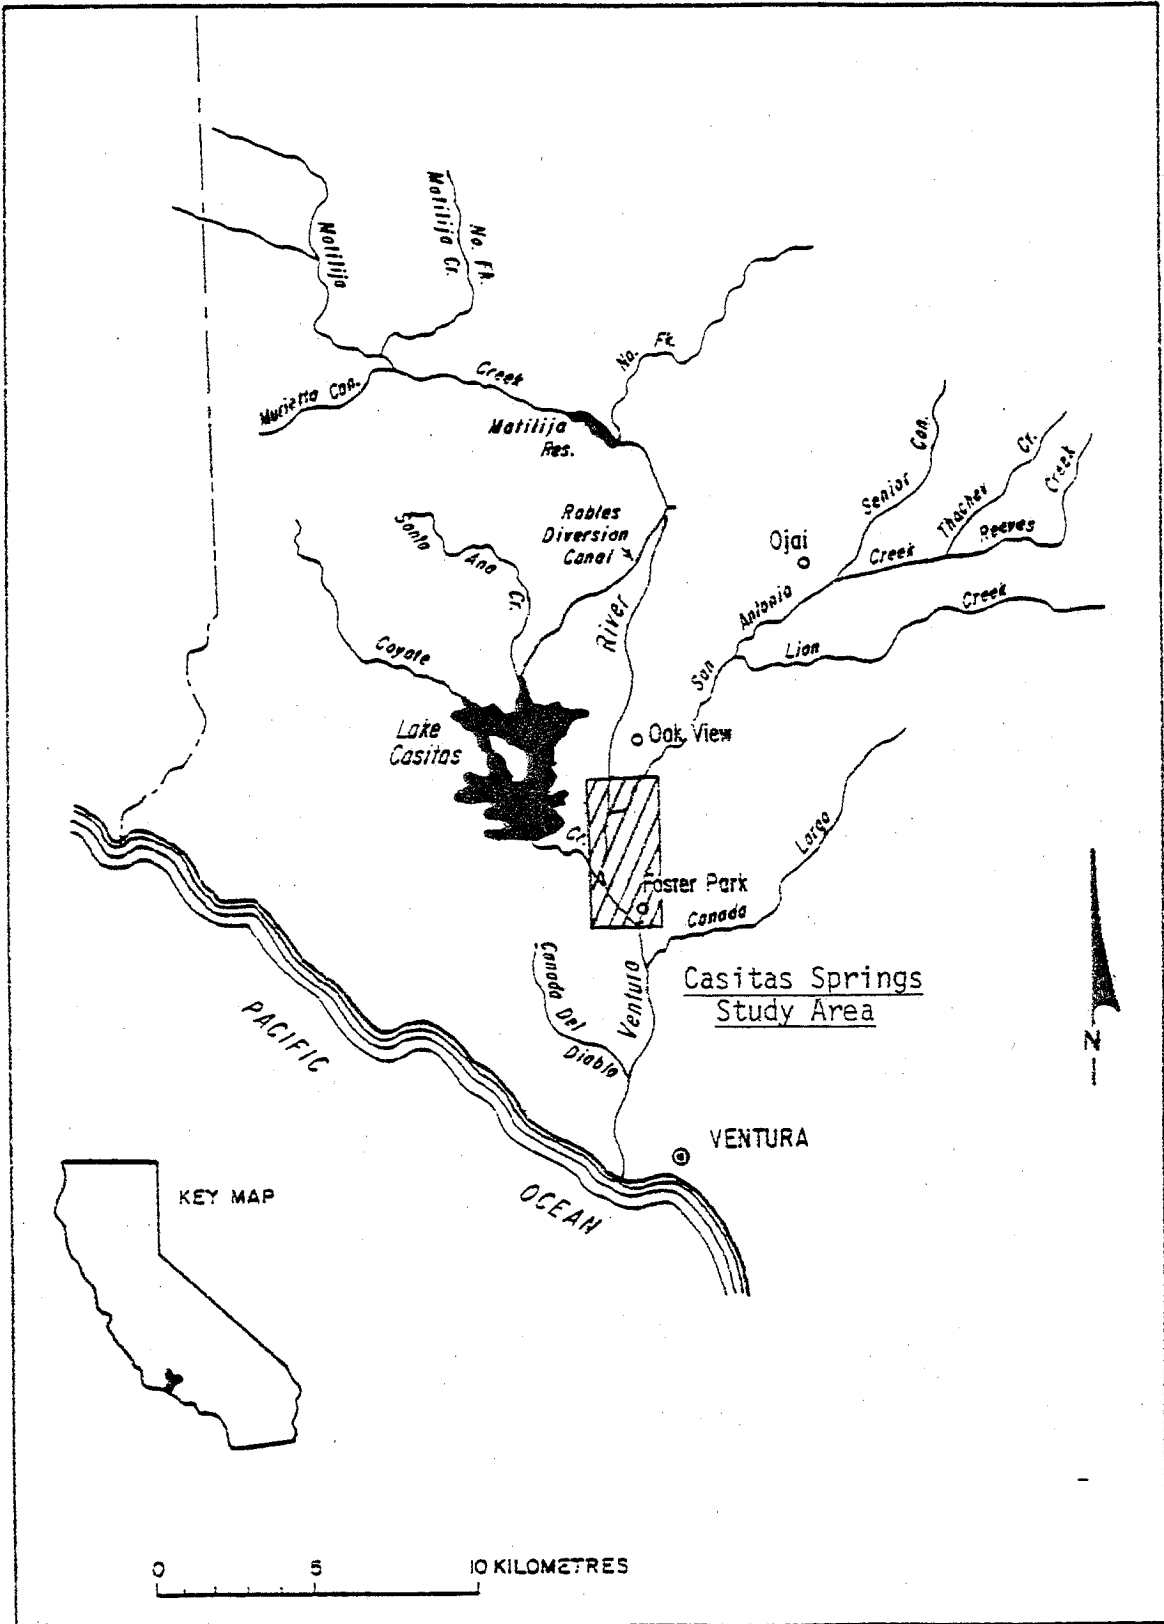 Matilija
Matilija Cr.
No. Fk.
No. Fk.
Creek
Murietta Can.
Matilija
Res.
Senior Can.
Thacher Cr.
Reeves Creek
Robles
Diversion
Canal
Ojai
Santa Ana Cr.
Creek
Antonio
Creek
River
Lion
Coyote
San
Lake
Casitas
Oak View
Cr.
Largo
Foster Park
Canada
Casitas Springs
Study Area
Canada Del
Diablo
Ventura
PACIFIC
N
VENTURA
OCEAN
KEY MAP
0 5 10 KILOMETRES